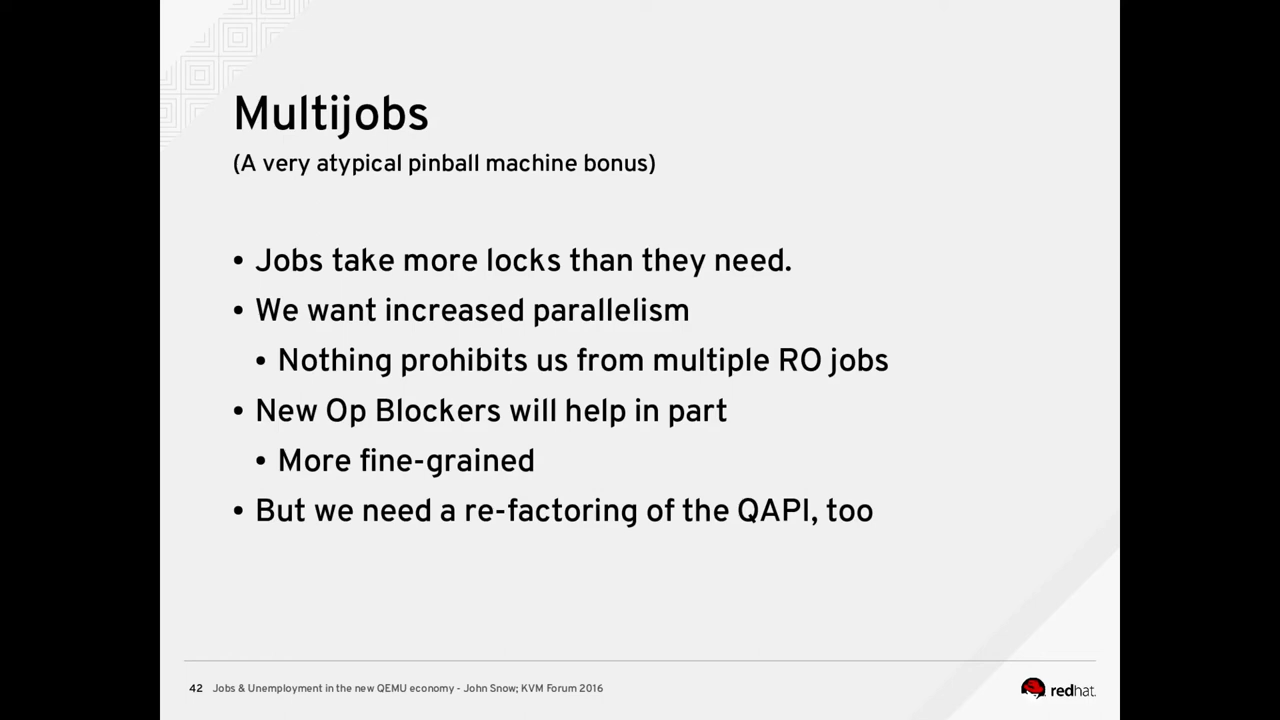 Multijobs
(A very atypical pinball machine bonus)
• Jobs take more locks than they need.
• We want increased parallelism
• Nothing prohibits us from multiple RO jobs
• New Op Blockers will help in part
• More fine-grained
• But we need a re-factoring of the QAPI, too
42 Jobs & Unemployment in the new QEMU economy - John Snow; KVM Forum 2016
redhat.